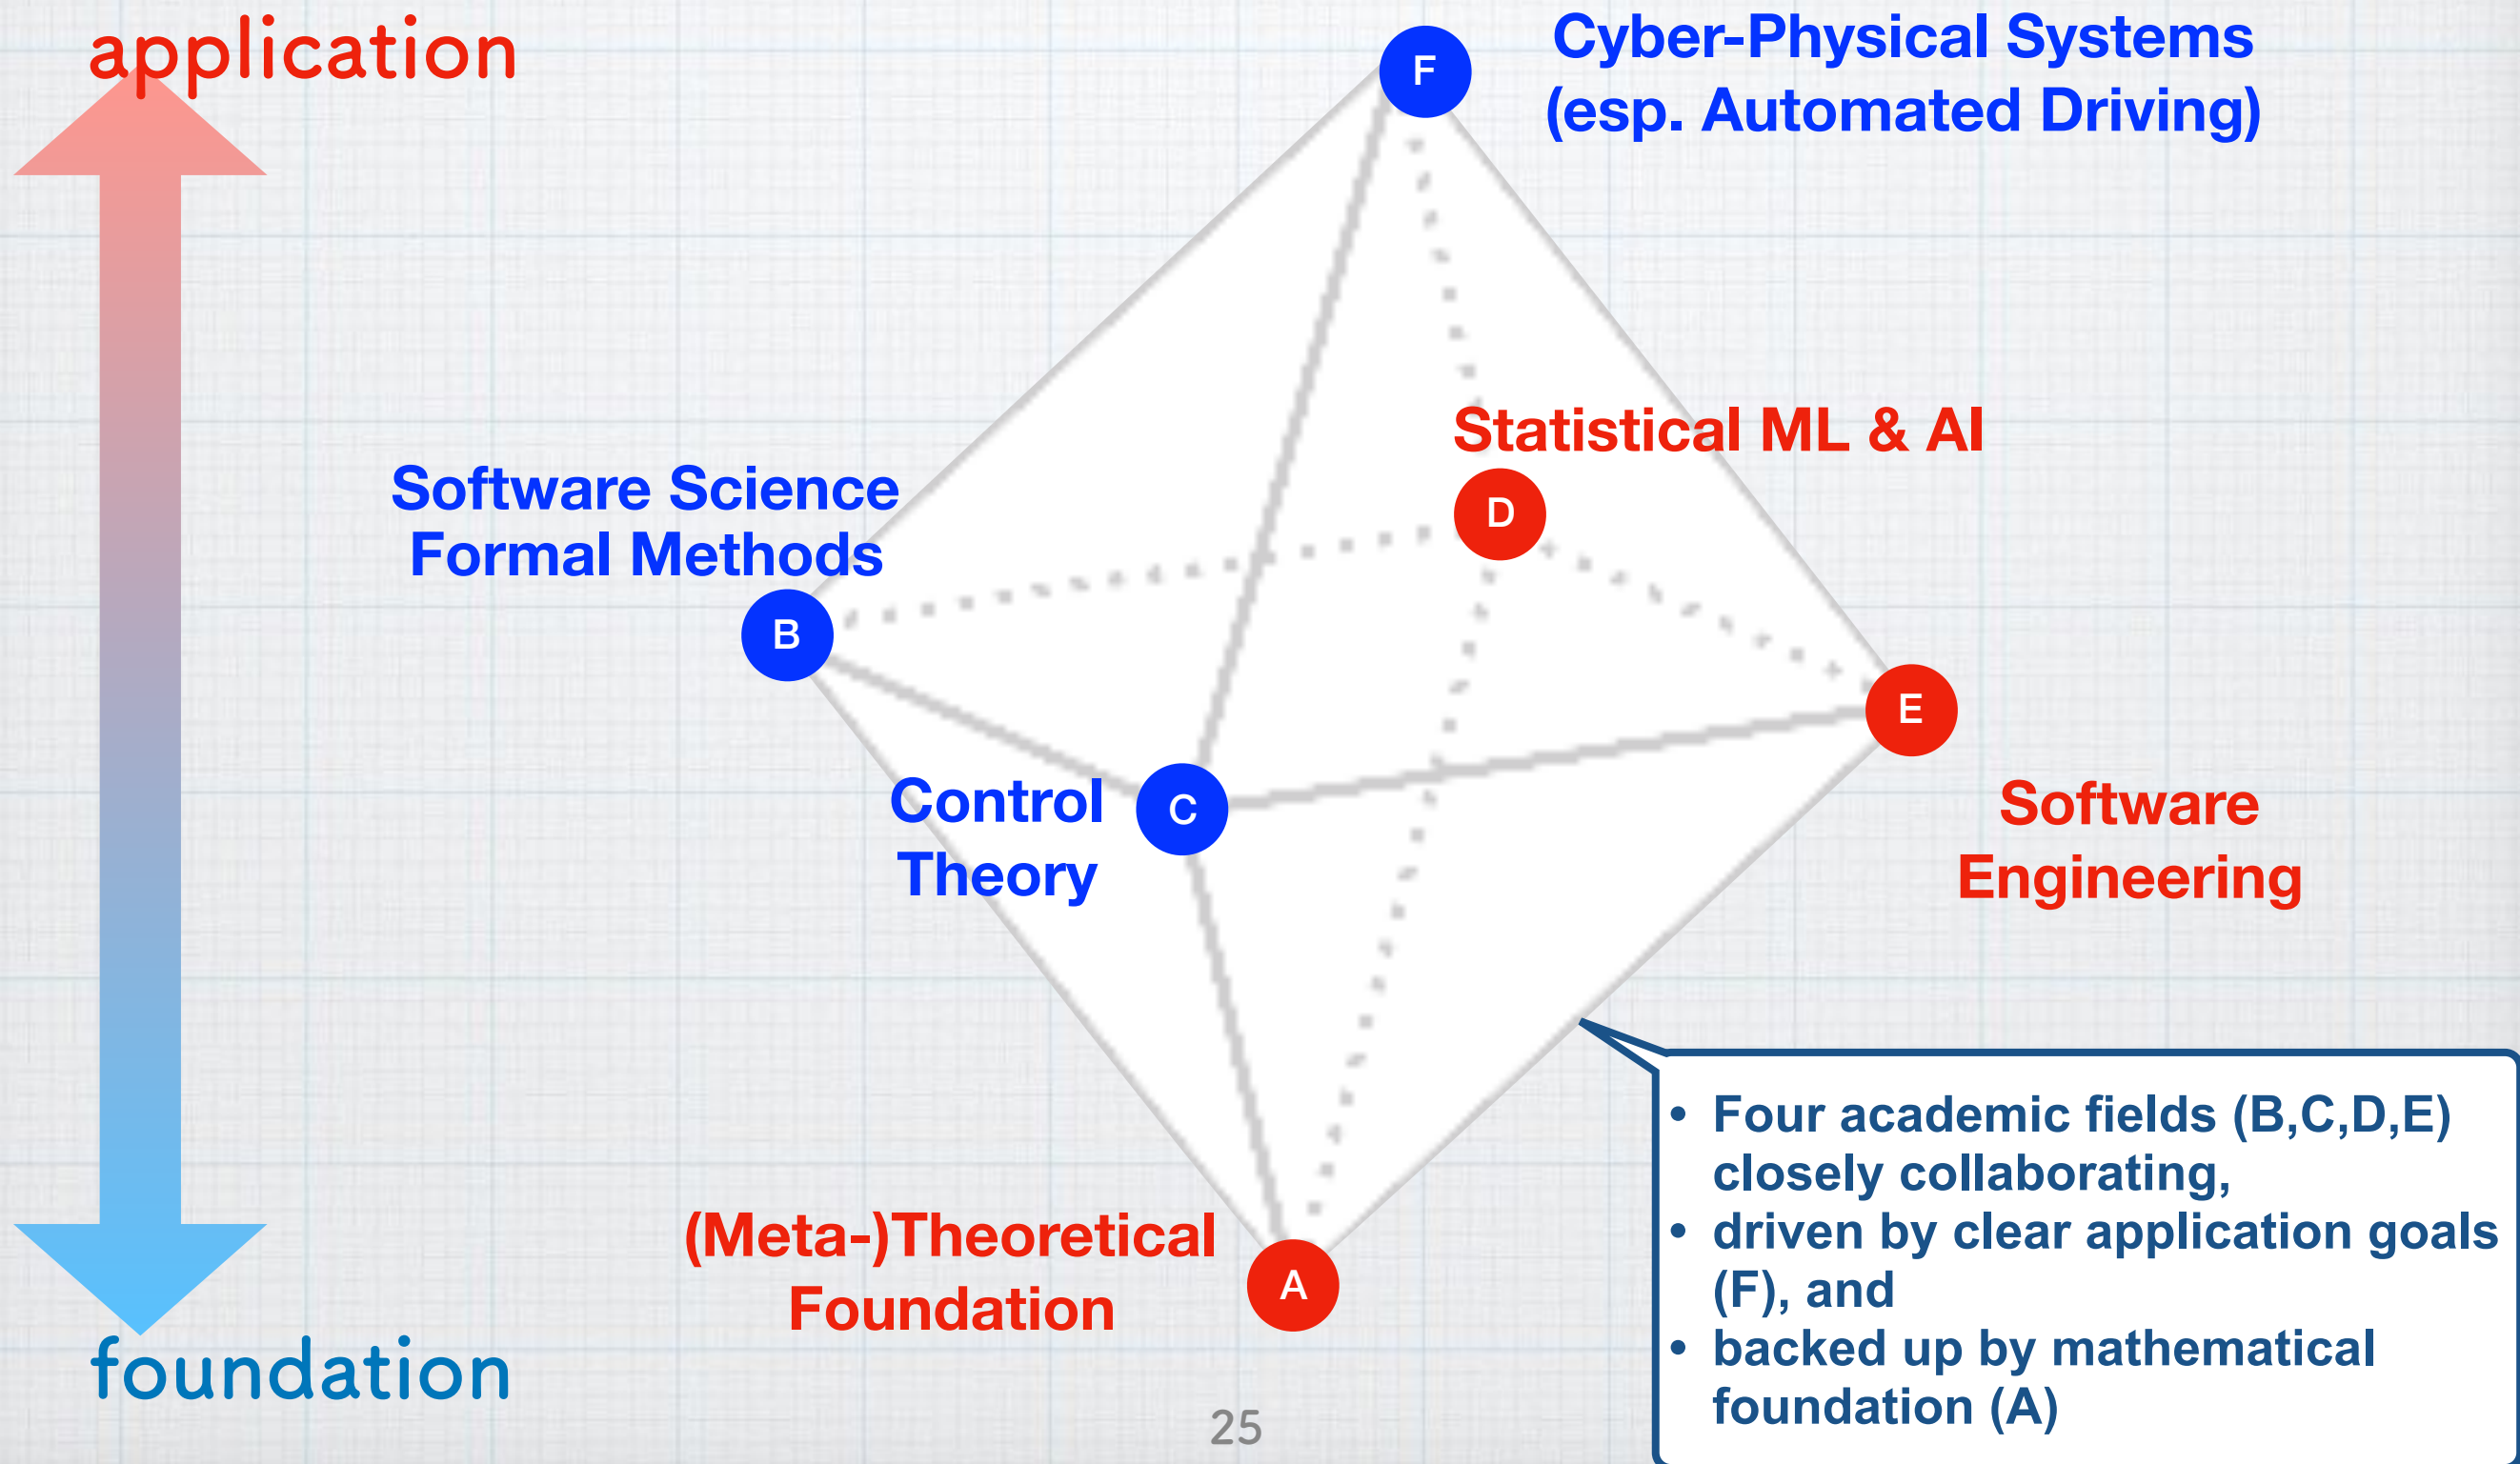 application
F
Cyber-Physical Systems
(esp. Automated Driving)
Statistical ML & AI
D
Software Science
Formal Methods
B
E
Control
Theory
C
Software
Engineering
(Meta-)Theoretical
Foundation
A
• Four academic fields (B,C,D,E)
closely collaborating,
• driven by clear application goals
(F), and
• backed up by mathematical
foundation (A)
foundation
25